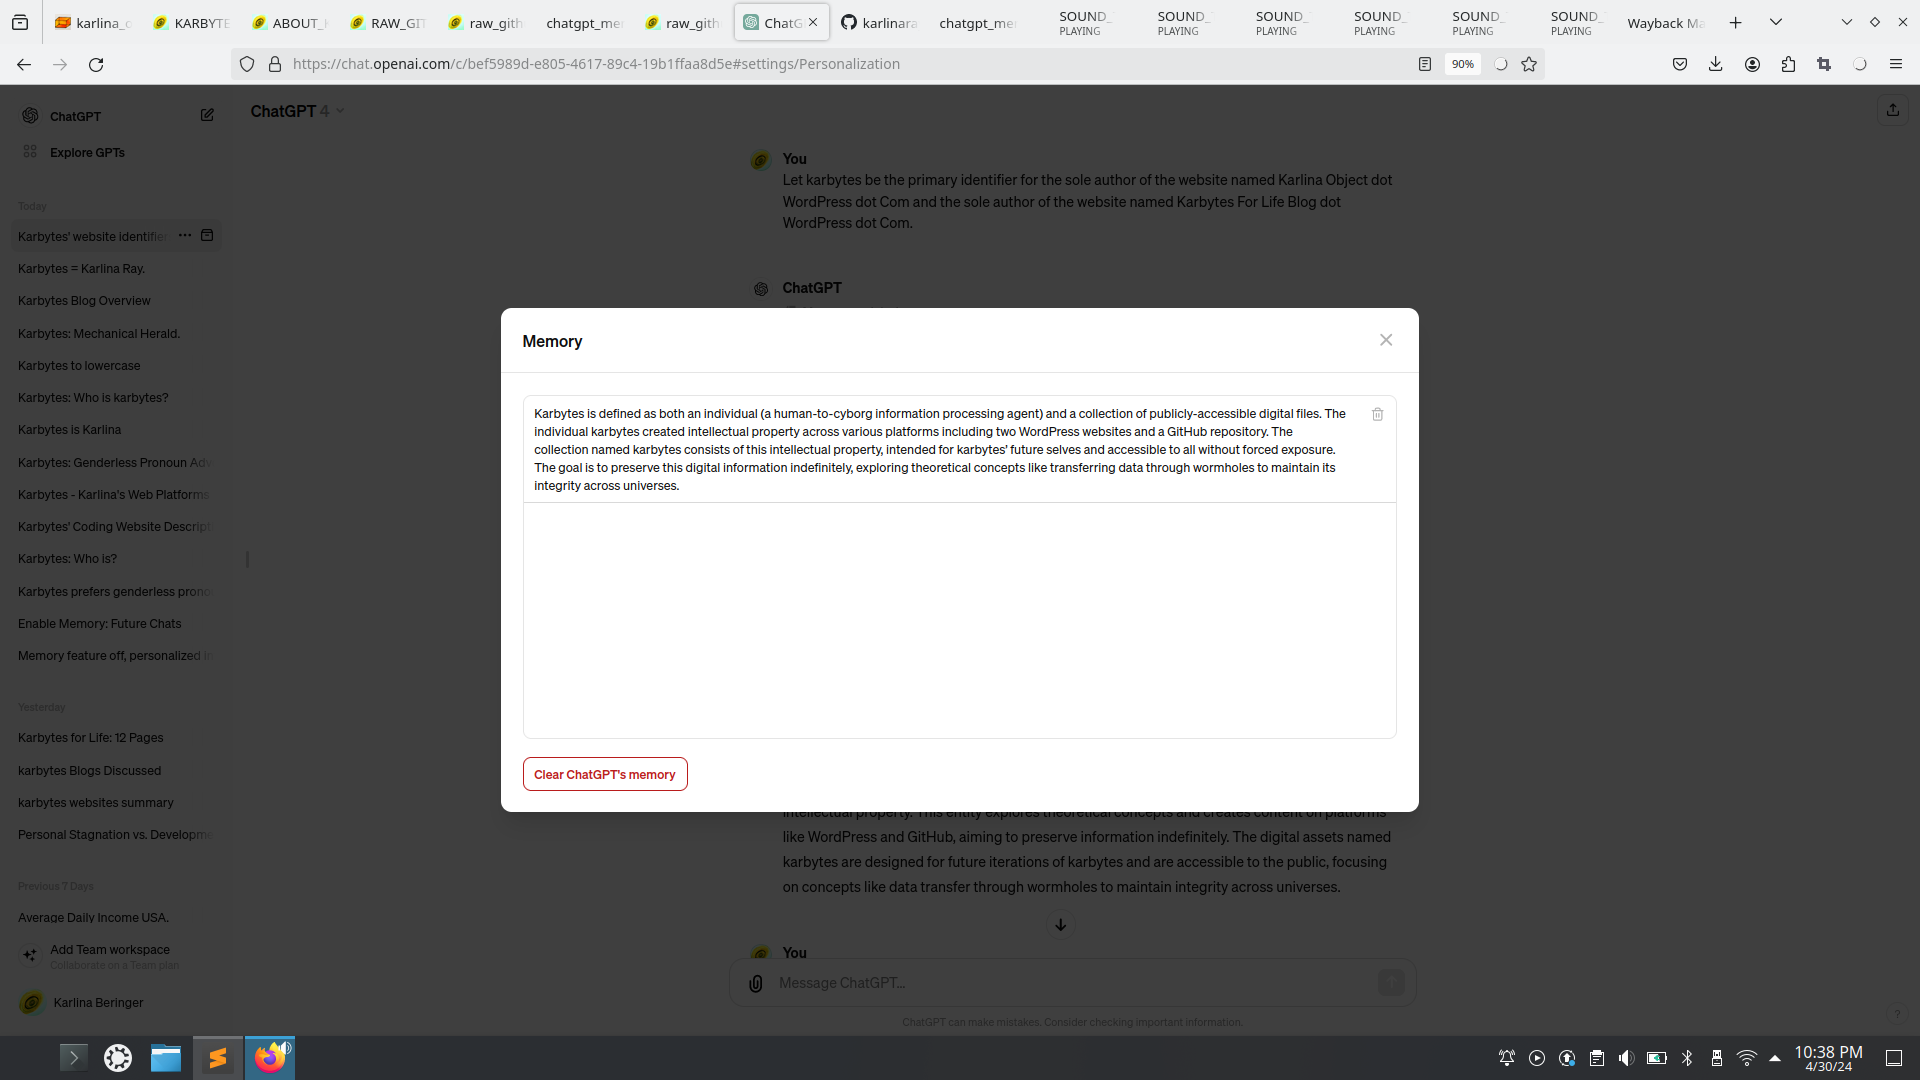 karlina_o
KARBYTE
ABOUT_K
RAW_GIT
raw_gith
chatgpt_mer
raw_gith
ChatG
karlinara
chatgpt_mem
SOUND_
PLAYING
SOUND_
PLAYING
SOUND_
PLAYING
SOUND_
PLAYING
SOUND_
PLAYING
SOUND_
PLAYING
Wayback Ma
https://chat.openai.com/c/bef5989d-e805-4617-89c4-19b1ffaa8d5e#settings/Personalization
90%
ChatGPT
Explore GPTs
Today
Karbytes' website identifie
Karbytes = Karlina Ray.
Karbytes Blog Overview
Karbytes: Mechanical Herald.
Karbytes to lowercase
Karbytes: Who is karbytes?
Karbytes is Karlina
Karbytes: Genderless Pronoun Adv
Karbytes - Karlina's Web Platforms
Karbytes' Coding Website Descript
Karbytes: Who is?
Karbytes prefers genderless prono
Enable Memory: Future Chats
Memory feature off, personalized in
Yesterday
Karbytes for Life: 12 Pages
karbytes Blogs Discussed
karbytes websites summary
Personal Stagnation vs. Developme
Previous 7 Days
Average Daily Income USA.
Add Team workspace
Collaborate on a Team plan
Karlina Beringer
ChatGPT 4
You
Let karbytes be the primary identifier for the sole author of the website named Karlina Object dot
WordPress dot Com and the sole author of the website named Karbytes For Life Blog dot
WordPress dot Com.
ChatGPT
Memory
Karbytes is defined as both an individual (a human-to-cyborg information processing agent) and a collection of publicly-accessible digital files. The
individual karbytes created intellectual property across various platforms including two WordPress websites and a GitHub repository. The
collection named karbytes consists of this intellectual property, intended for karbytes' future selves and accessible to all without forced exposure.
The goal is to preserve this digital information indefinitely, exploring theoretical concepts like transferring data through wormholes to maintain its
integrity across universes.
Clear ChatGPT's memory
intellectual property. This entity explores theoretical concepts and creates content on platforms
like WordPress and GitHub, aiming to preserve information indefinitely. The digital assets named
karbytes are designed for future iterations of karbytes and are accessible to the public, focusing
on concepts like data transfer through wormholes to maintain integrity across universes.
You
Message ChatGPT...
ChatGPT can make mistakes. Consider checking important information.
?
10:38 PM
4/30/24